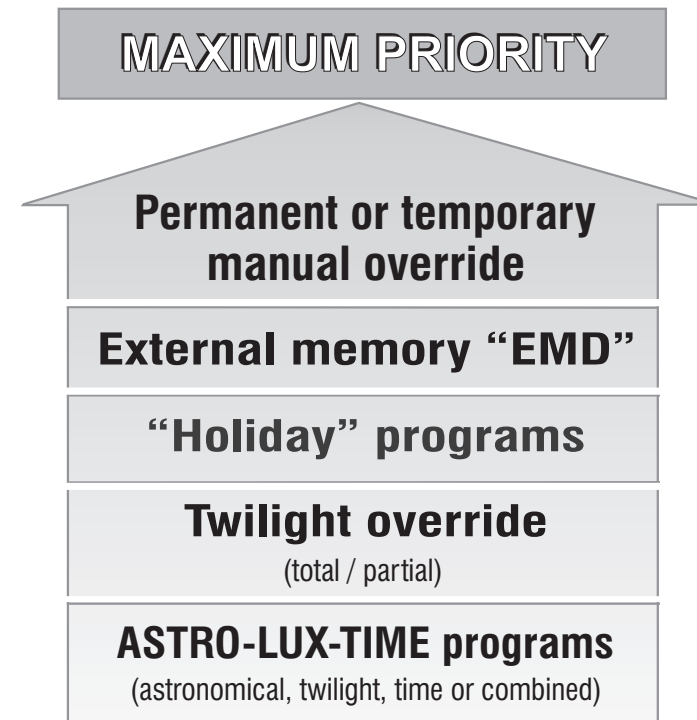 MAXIMUM PRIORITY
Permanent or temporary
manual override
External memory “EMD”
“Holiday” programs
Twilight override
(total / partial)
ASTRO-LUX-TIME programs
(astronomical, twilight, time or combined)